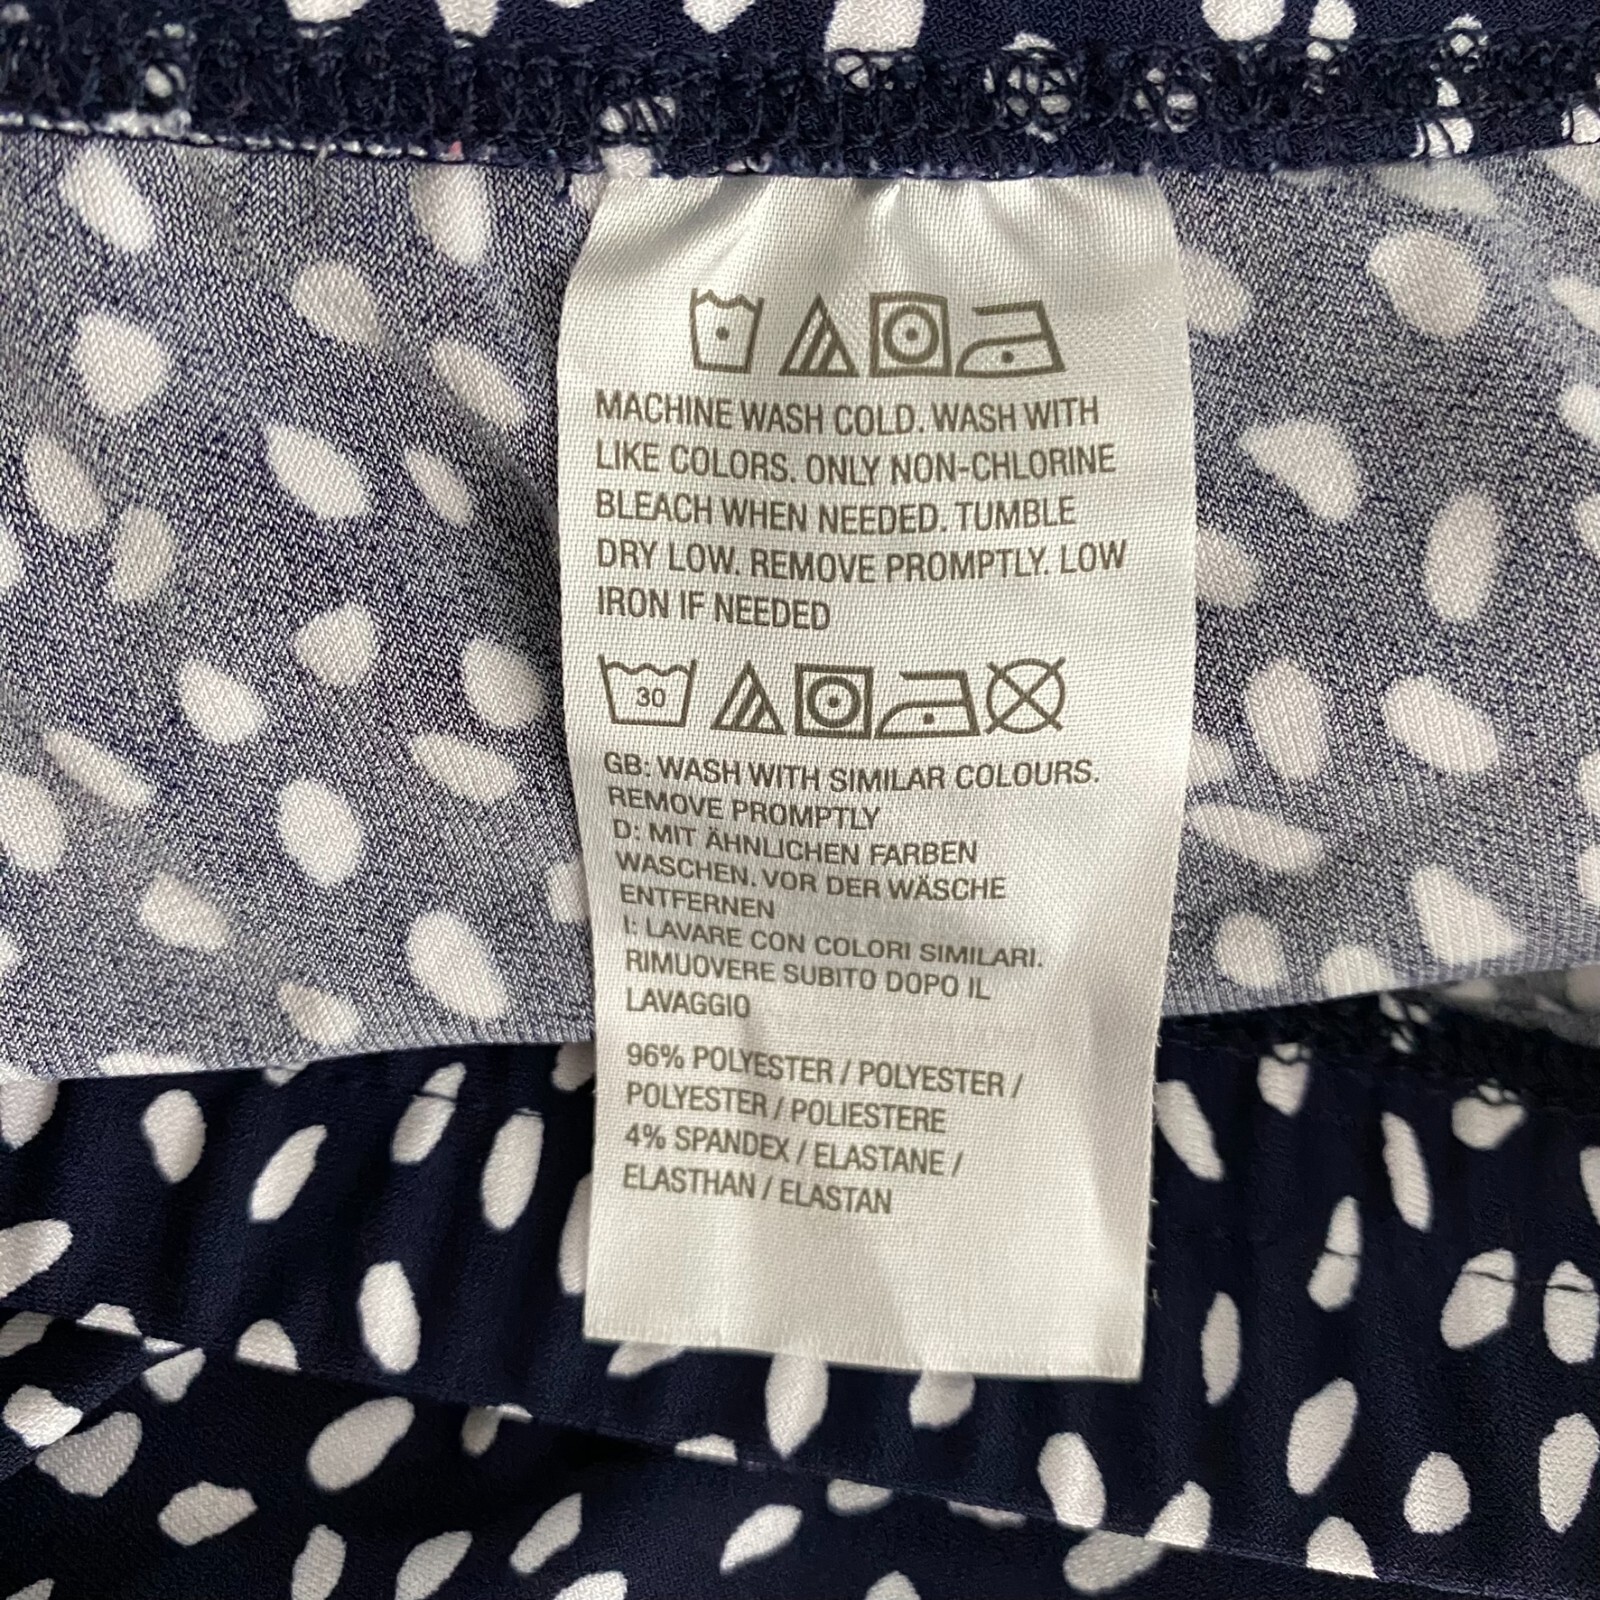 MACHINE WASH COLD. WASH WITH
LIKE COLORS. ONLY NON-CHLORINE
BLEACH WHEN NEEDED. TUMBLE
DRY LOW. REMOVE PROMPTLY. LOW
IRON IF NEEDED
30
GB: WASH WITH SIMILAR COLOURS.
REMOVE PROMPTLY
D: MIT ÄHNLICHEN FARBEN
WASCHEN. VOR DER WÄSCHE
ENTFERNEN
I: LAVARE CON COLORI SIMILARI.
RIMUOVERE SUBITO DOPO IL
LAVAGGIO
96% POLYESTER / POLYESTER /
POLYESTER / POLIESTERE
4% SPANDEX / ELASTANE /
ELASTHAN / ELASTAN